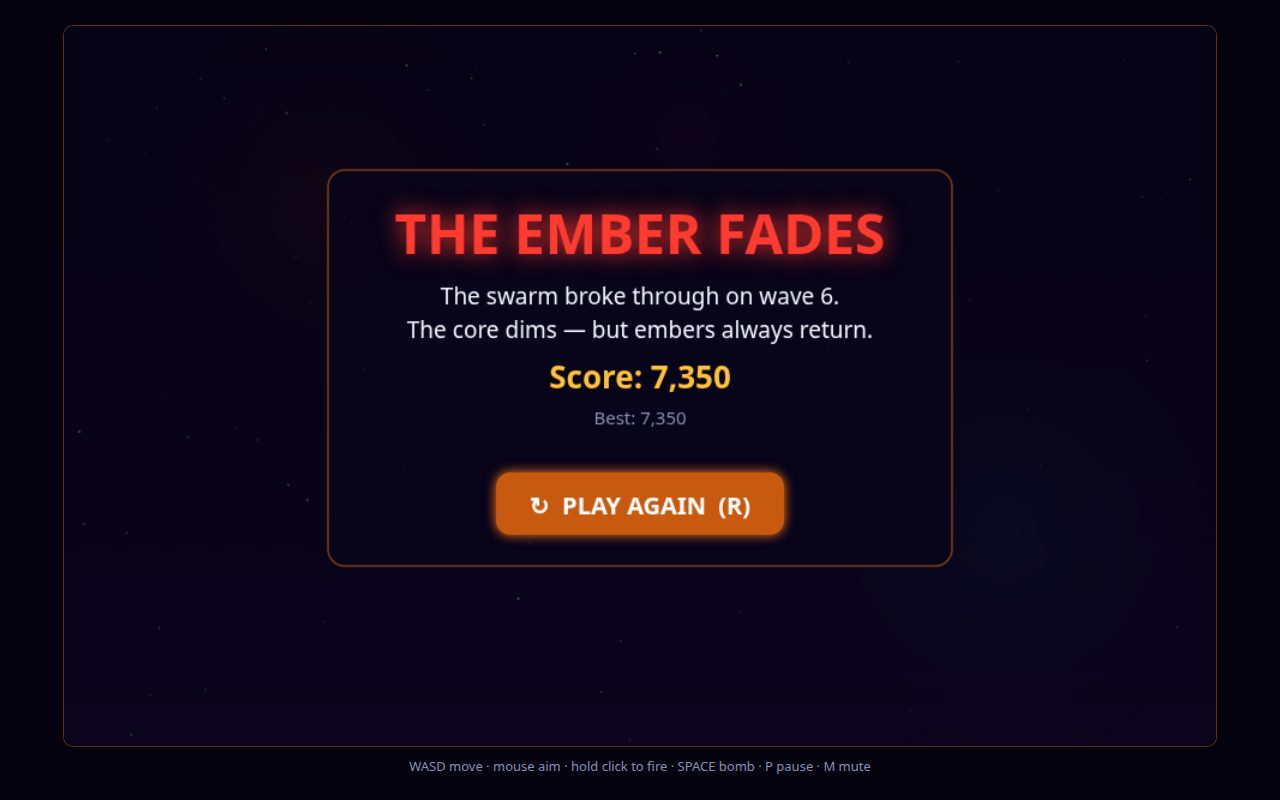 THE EMBER FADES
The swarm broke through on wave 6.
The core dims — but embers always return.
Score: 7,350
Best: 7,350
↻ PLAY AGAIN (R)
WASD move · mouse aim · hold click to fire · SPACE bomb · P pause · M mute